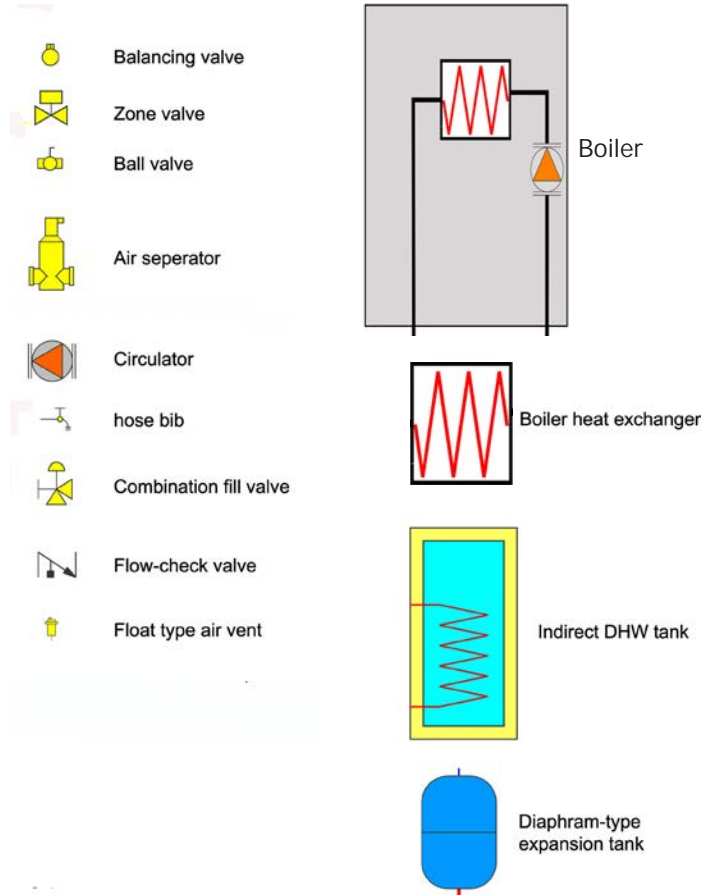 Balancing valve
Zone valve
Ball valve
Air seperator
Circulator
hose bib
Combination fill valve
Flow-check valve
Float type air vent
Boiler
Boiler heat exchanger
Indirect DHW tank
Diaphram-type
expansion tank